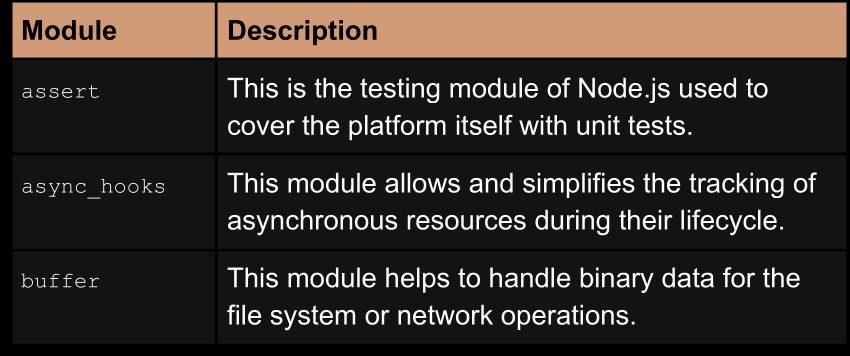 Module Description
assert This is the testing module of Node.js used to
cover the platform itself with unit tests.
async_hooks This module allows and simplifies the tracking of
asynchronous resources during their lifecycle.
buffer This module helps to handle binary data for the
file system or network operations.